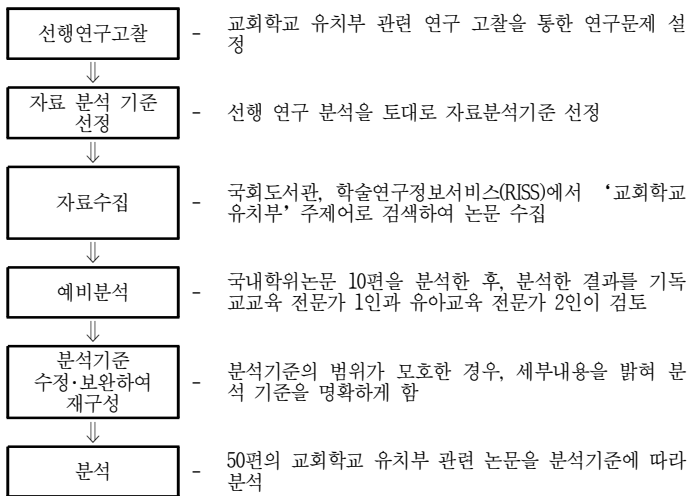 선행연구고찰 - 교회학교 유치부 관련 연구 고찰을 통한 연구문제 설
정
⇓
자료 분석 기준
선정 - 선행 연구 분석을 토대로 자료분석기준 선정
⇓
자료수집 - 국회도서관, 학술연구정보서비스(RISS)에서 ‘교회학교
유치부’ 주제어로 검색하여 논문 수집
⇓
예비분석 - 국내학위논문 10편을 분석한 후, 분석한 결과를 기독
교교육 전문가 1인과 유아교육 전문가 2인이 검토
⇓
분석기준
수정·보완하여
재구성 - 분석기준의 범위가 모호한 경우, 세부내용을 밝혀 분
석 기준을 명확하게 함
⇓
분석 - 50편의 교회학교 유치부 관련 논문을 분석기준에 따라
분석